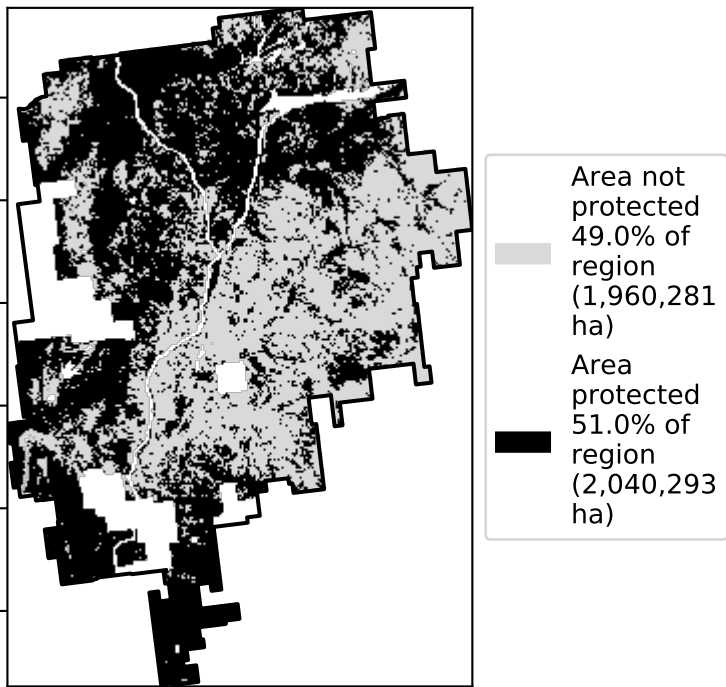 Area not
protected
49.0% of
region
(1,960,281
ha)
Area
protected
51.0% of
region
(2,040,293
ha)